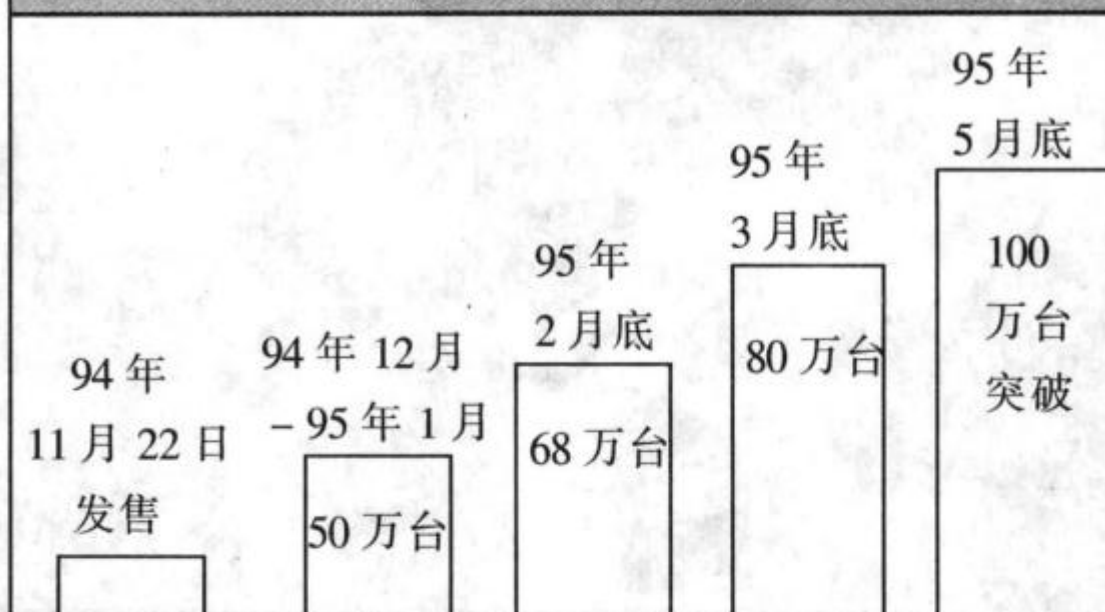 94 年
11 月 22 日
发售
94 年 12 月
– 95 年 1 月
50 万台
95 年
2 月底
68 万台
95 年
3 月底
80 万台
95 年
5 月底
100
万台
突破